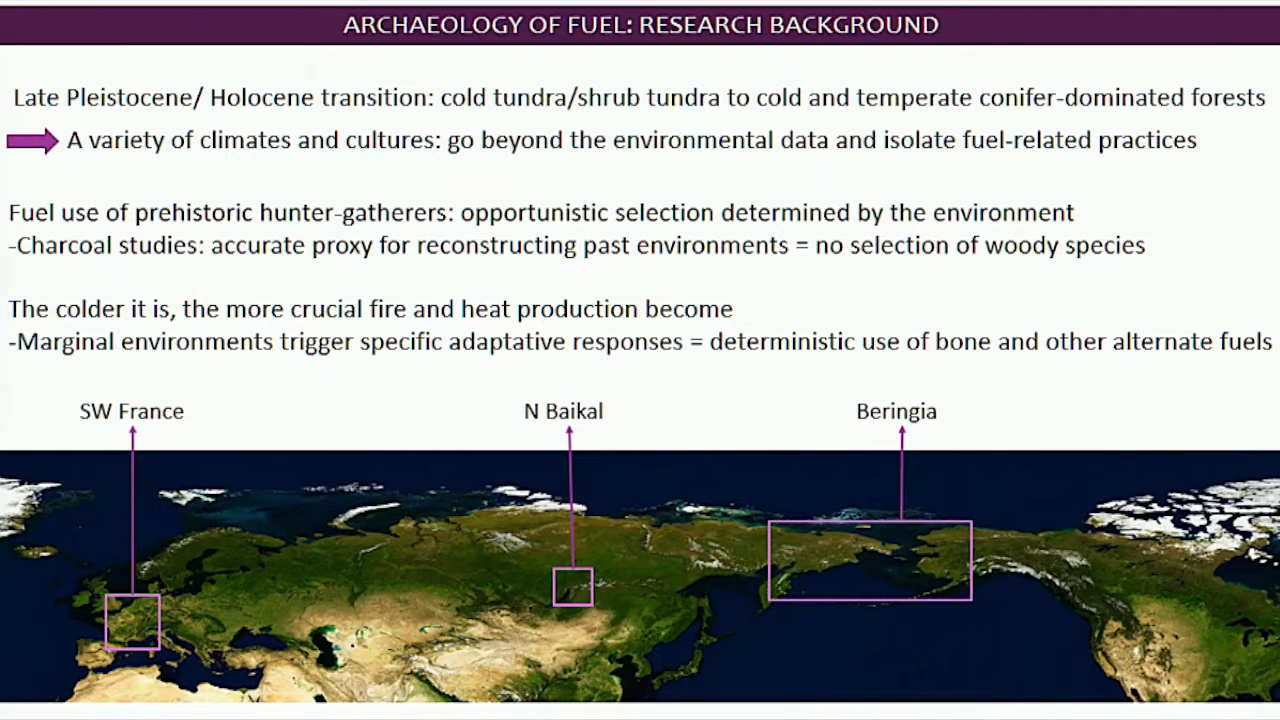 ARCHAEOLOGY OF FUEL: RESEARCH BACKGROUND
Late Pleistocene/ Holocene transition: cold tundra/shrub tundra to cold and temperate conifer-dominated forests
A variety of climates and cultures: go beyond the environmental data and isolate fuel-related practices
Fuel use of prehistoric hunter-gatherers: opportunistic selection determined by the environment
-Charcoal studies: accurate proxy for reconstructing past environments = no selection of woody species
The colder it is, the more crucial fire and heat production become
-Marginal environments trigger specific adaptative responses = deterministic use of bone and other alternate fuels
SW France
N Baikal
Beringia